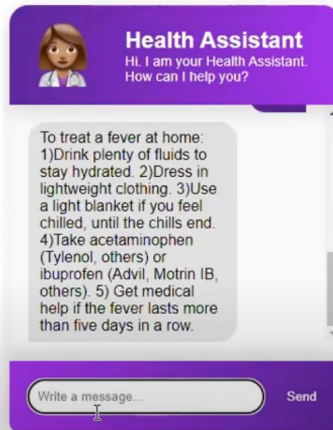 Health Assistant
Hi. I am your Health Assistant.
How can I help you?
To treat a fever at home:
1)Drink plenty of fluids to
stay hydrated. 2)Dress in
lightweight clothing. 3)Use
a light blanket if you feel
chilled, until the chills end.
4)Take acetaminophen
(Tylenol, others) or
ibuprofen (Advil, Motrin IB,
others). 5) Get medical
help if the fever lasts more
than five days in a row.
Write a message...
Send